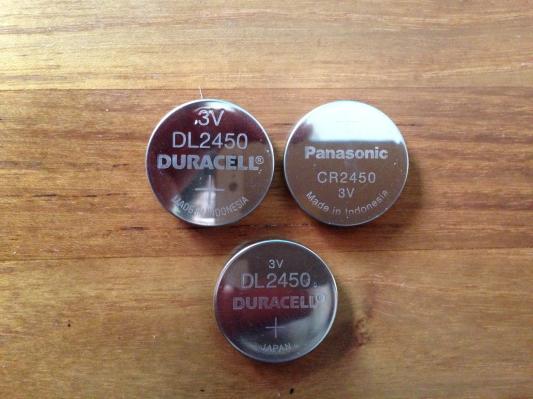 3V
DL2450
DURACELL®
+
MADE IN INDONESIA
Panasonic
CR2450
3V
Made in Indonesia
3V
DL2450
DURACELL®
+
JAPAN